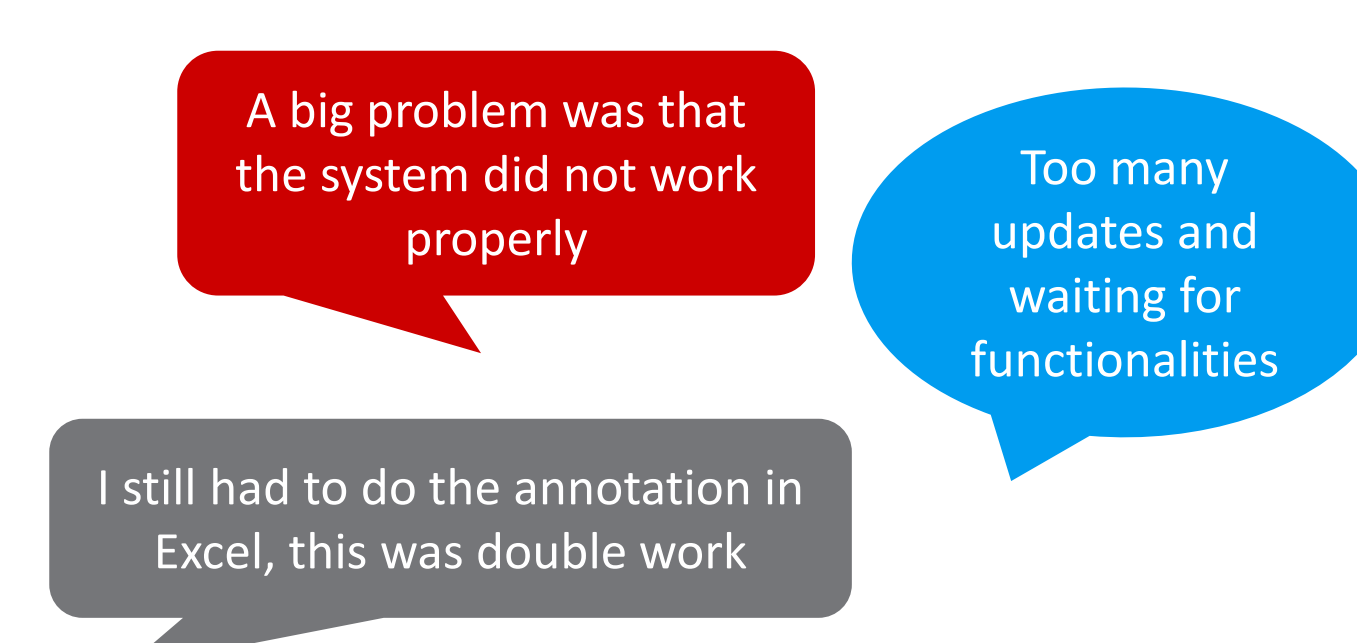 A big problem was that
the system did not work
properly
Too many
updates and
waiting for
functionalities
I still had to do the annotation in
Excel, this was double work